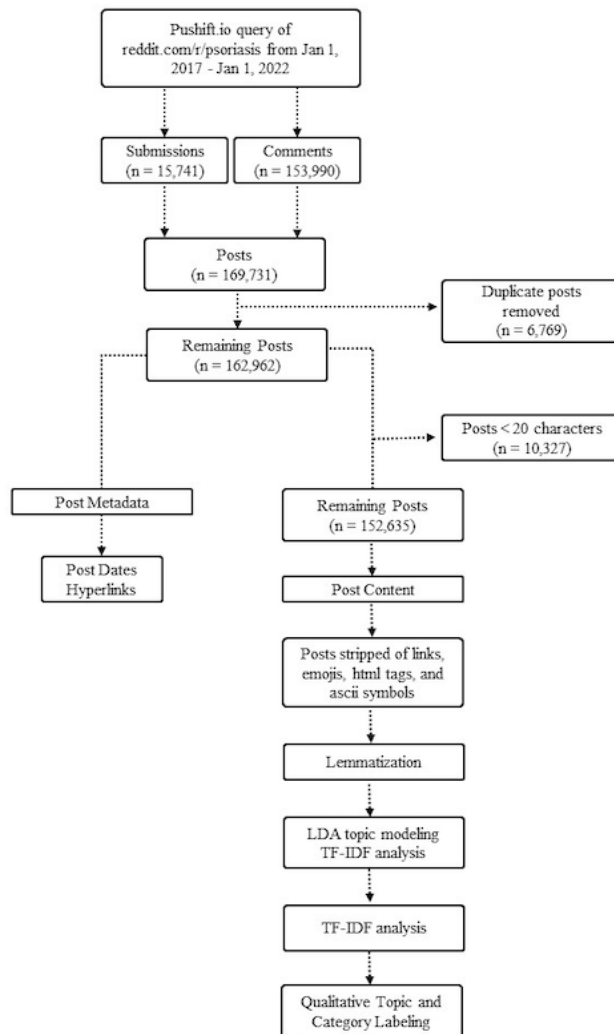 Pushift.io query of
reddit.com/r/psoriasis from Jan 1,
2017 - Jan 1, 2022
Submissions
(n = 15,741)
Comments
(n = 153,990)
Posts
(n = 169,731)
Duplicate posts
removed
(n = 6,769)
Remaining Posts
(n = 162,962)
Posts < 20 characters
(n = 10,327)
Post Metadata
Remaining Posts
(n = 152,635)
Post Dates
Hyperlinks
Post Content
Posts stripped of links,
emojis, html tags, and
ascii symbols
Lemmatization
LDA topic modeling
TF-IDF analysis
TF-IDF analysis
Qualitative Topic and
Category Labeling